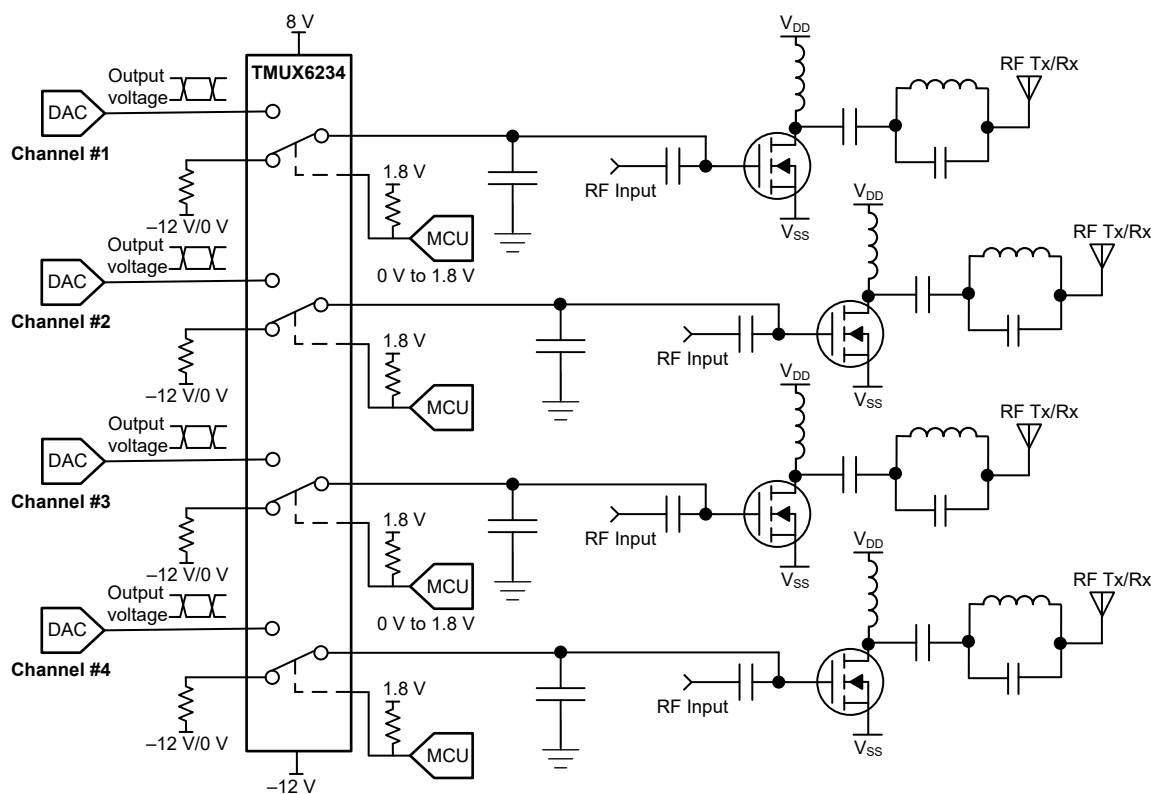 8 V
TMUX6234
Output
voltage
DAC
Channel #1
–12 V/0 V
1.8 V
MCU
0 V to 1.8 V
RF Input
VDD
VSS
RF Tx/Rx
Output
voltage
DAC
Channel #2
–12 V/0 V
1.8 V
MCU
RF Input
VDD
VSS
RF Tx/Rx
Output
voltage
DAC
Channel #3
–12 V/0 V
1.8 V
MCU
0 V to 1.8 V
RF Input
VDD
VSS
RF Tx/Rx
Output
voltage
DAC
Channel #4
–12 V/0 V
1.8 V
MCU
RF Input
VDD
VSS
RF Tx/Rx
–12 V